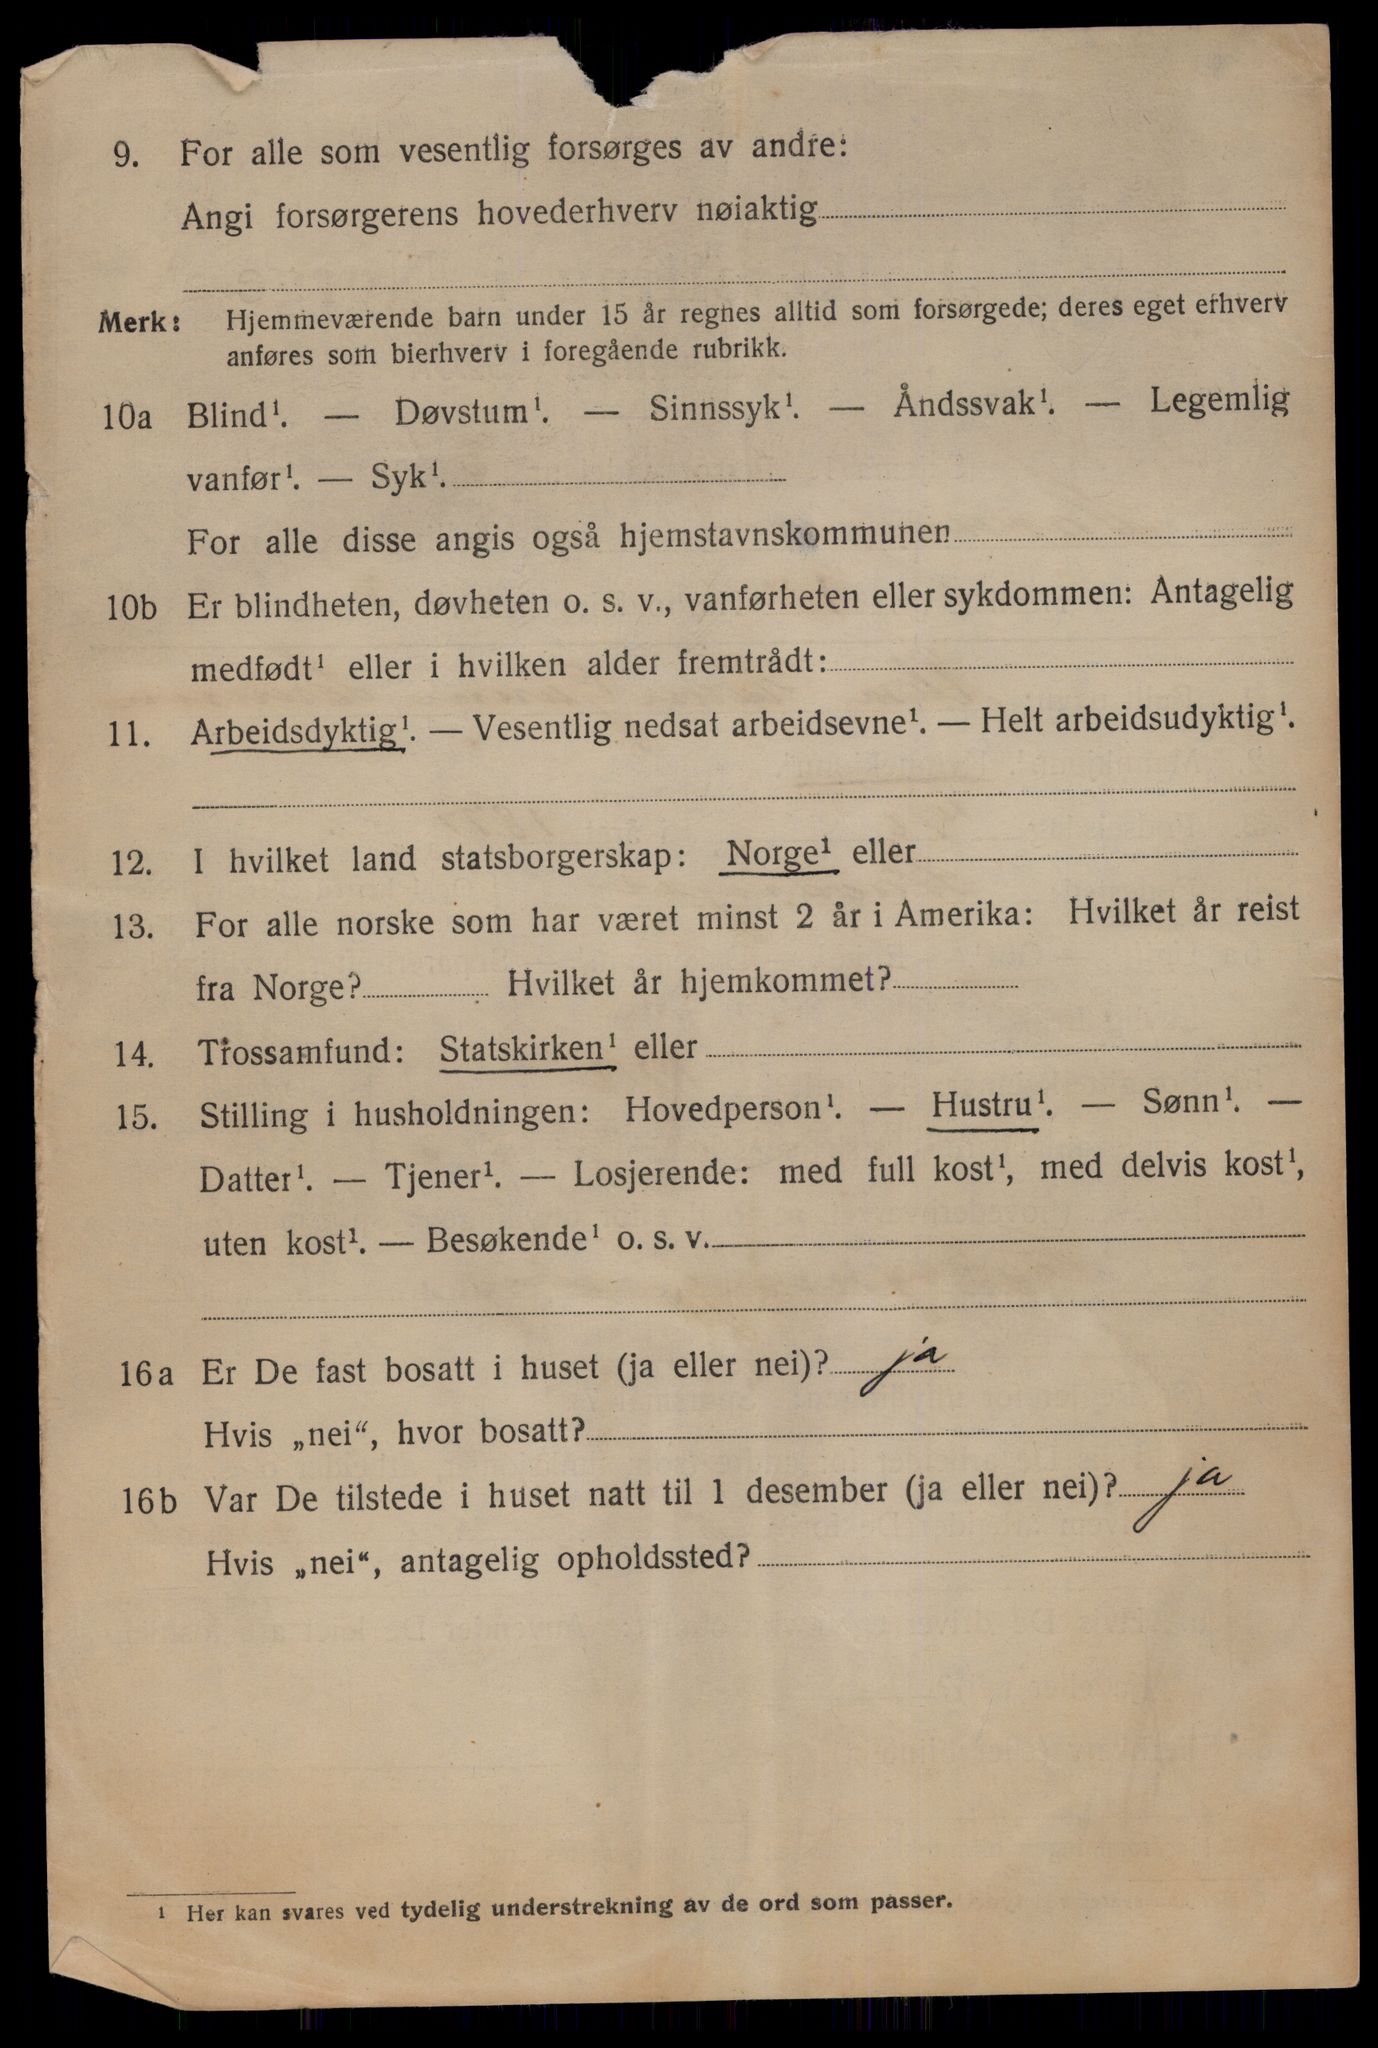 9. For alle som vesentlig forsørges av andre:
Angi forsørgerens hovederhverv nøiaktig
Merk: Hjemmeværende barn under 15 år regnes alltid som forsørgede; deres eget erhverv
anføres som bierhverv i foregående rubrikk.
10a Blind¹. — Døvstum¹. — Sinnssyk¹. — Åndssvak¹. — Legemlig
vanfør¹. — Syk¹.
For alle disse angis også hjemstavnskommunen
10b Er blindheten, døvheten o. s. v., vanførheten eller sykdommen: Antagelig
medfødt¹ eller i hvilken alder fremtrådt:
11. Arbeidsdyktig¹. — Vesentlig nedsat arbeidsevne¹. — Helt arbeidsudyktig¹.
12. I hvilket land statsborgerskap: Norge¹ eller
13. For alle norske som har været minst 2 år i Amerika: Hvilket år reist
fra Norge? Hvilket år hjemkommet?
14. Trossamfund: Statskirken¹ eller
15. Stilling i husholdningen: Hovedperson¹. — Hustru¹. — Sønn¹. —
Datter¹. — Tjener¹. — Losjerende: med full kost¹, med delvis kost¹,
uten kost¹. — Besøkende¹ o. s. v.
16a Er De fast bosatt i huset (ja eller nei)? ja
Hvis „nei“, hvor bosatt?
16b Var De tilstede i huset natt til 1 desember (ja eller nei)? ja
Hvis „nei“, antagelig opholdssted?
¹ Her kan svares ved tydelig understrekning av de ord som passer.